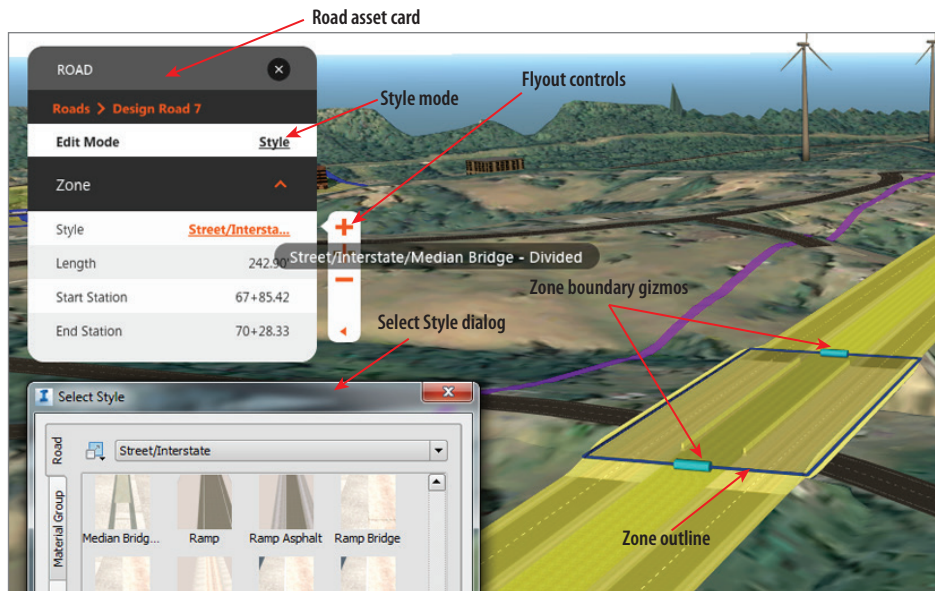 Road asset card
ROAD
Flyout controls
Style mode
Roads > Design Road 7
Edit Mode Style
Zone
Style Street/Intersta...
Street/Interstate/Median Bridge - Divided
Length 242.90'
Zone boundary gizmos
Start Station 67+85.42
End Station 70+28.33
Select Style dialog
Select Style
Road
Street/Interstate
Material Group
Median Bridg... Ramp Ramp Asphalt Ramp Bridge
Zone outline